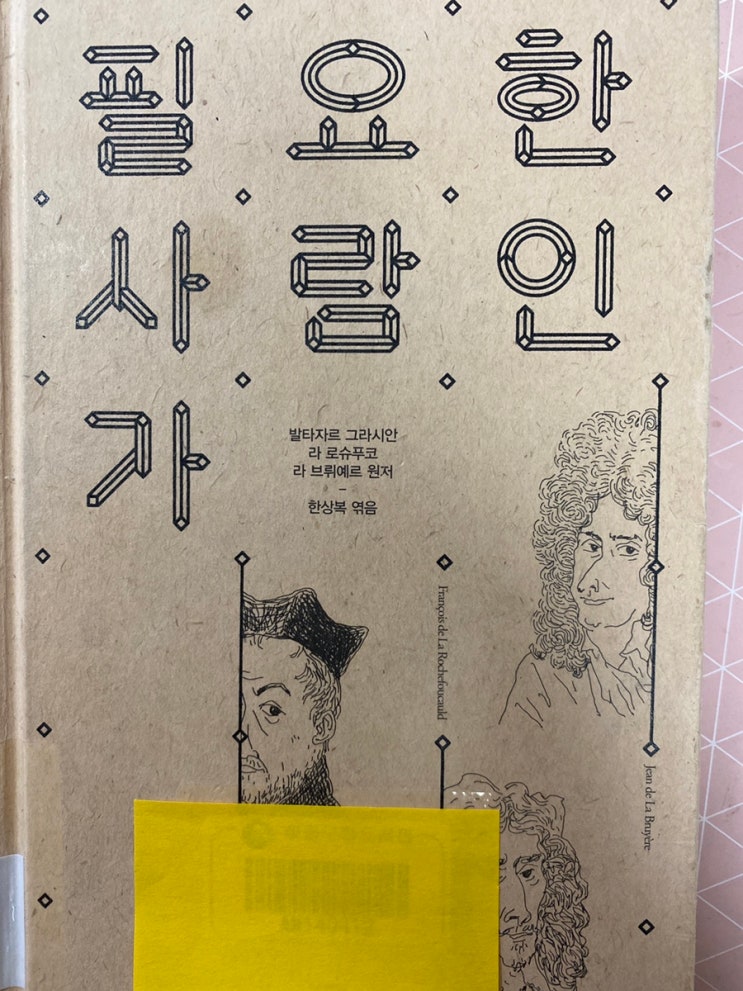 필요한
사람인
가
발타자르 그라시안
라 로슈푸코
라 브뤼예르 원저
–
한상복 엮음
François de La Rochefoucauld
Jean de La Bruyère